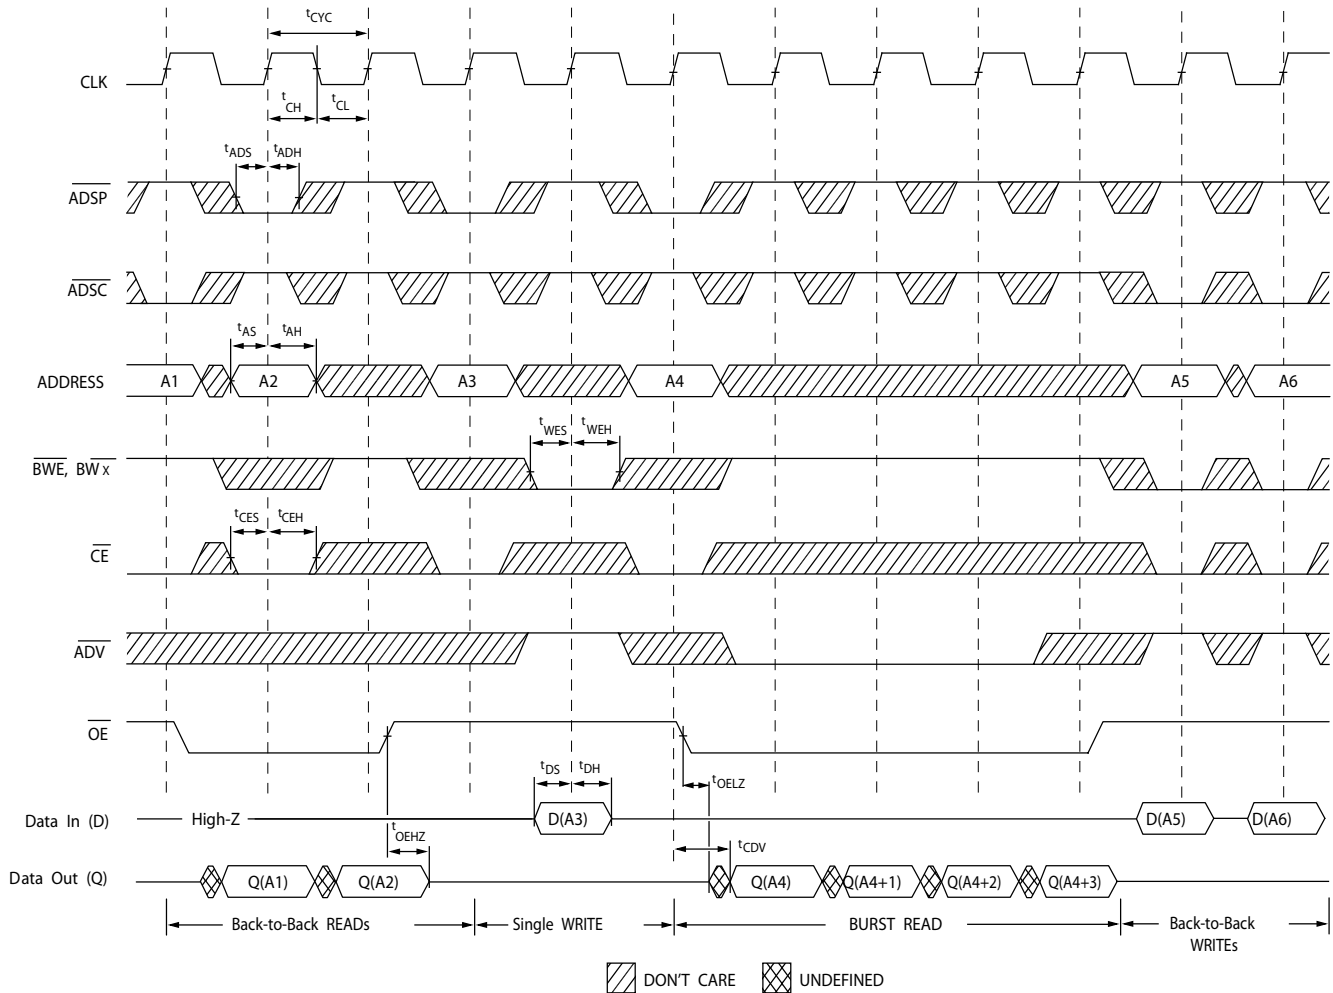 tCYC
CLK
tCH tCL
tADS tADH
ADSP
ADSC
tAS tAH
ADDRESS A1 A2 A3 A4 A5 A6
tWES tWEH
BWE, BWx
tCES tCEH
CE
ADV
OE
tDS tDH tOELZ
Data In (D) High-Z D(A3) D(A5) D(A6)
tOEHZ tCDV
Data Out (Q) Q(A1) Q(A2) Q(A4) Q(A4+1) Q(A4+2) Q(A4+3)
Back-to-Back READs Single WRITE BURST READ Back-to-Back
WRITEs
DON'T CARE UNDEFINED